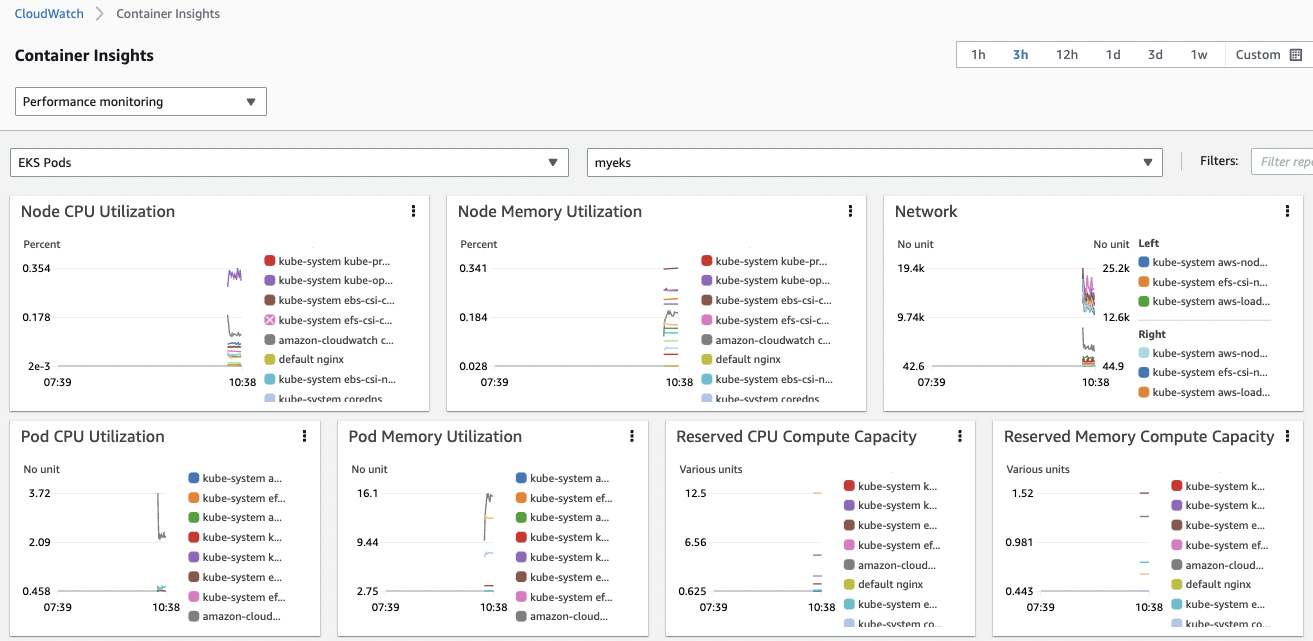 CloudWatch > Container Insights
Container Insights
1h 3h 12h 1d 3d 1w Custom
Performance monitoring
EKS Pods
myeks
Filters:
Filter
Node CPU Utilization
Percent
0.354
0.178
2e-3
07:39 10:38
kube-system kube-pr...
kube-system kube-op...
kube-system ebs-csi-c...
kube-system efs-csi-c...
amazon-cloudwatch c...
default nginx
kube-system ebs-csi-n...
kube-system coredns
Node Memory Utilization
Percent
0.341
0.184
0.028
07:39 10:38
kube-system kube-pr...
kube-system kube-op...
kube-system ebs-csi-c...
kube-system efs-csi-c...
amazon-cloudwatch c...
default nginx
kube-system ebs-csi-n...
kube-system coredns
Network
No unit No unit
19.4k 25.2k
9.74k 12.6k
42.6 44.9
07:39 10:38
Left
kube-system aws-nod...
kube-system efs-csi-n...
kube-system aws-load...
Right
kube-system aws-nod...
kube-system efs-csi-n...
kube-system aws-load...
Pod CPU Utilization
No unit
3.72
2.09
0.458
07:39 10:38
kube-system a...
kube-system ef...
kube-system a...
kube-system k...
kube-system k...
kube-system e...
kube-system ef...
amazon-cloud...
Pod Memory Utilization
No unit
16.1
9.44
2.75
07:39 10:38
kube-system a...
kube-system ef...
kube-system a...
kube-system k...
kube-system k...
kube-system e...
kube-system ef...
amazon-cloud...
Reserved CPU Compute Capacity
Various units
12.5
6.56
0.625
07:39 10:38
kube-system k...
kube-system k...
kube-system e...
kube-system ef...
amazon-cloud...
default nginx
kube-system e...
kube-system co...
Reserved Memory Compute Capacity
Various units
1.52
0.981
0.443
07:39 10:38
kube-system k...
kube-system k...
kube-system e...
kube-system ef...
amazon-cloud...
default nginx
kube-system e...
kube-system co...